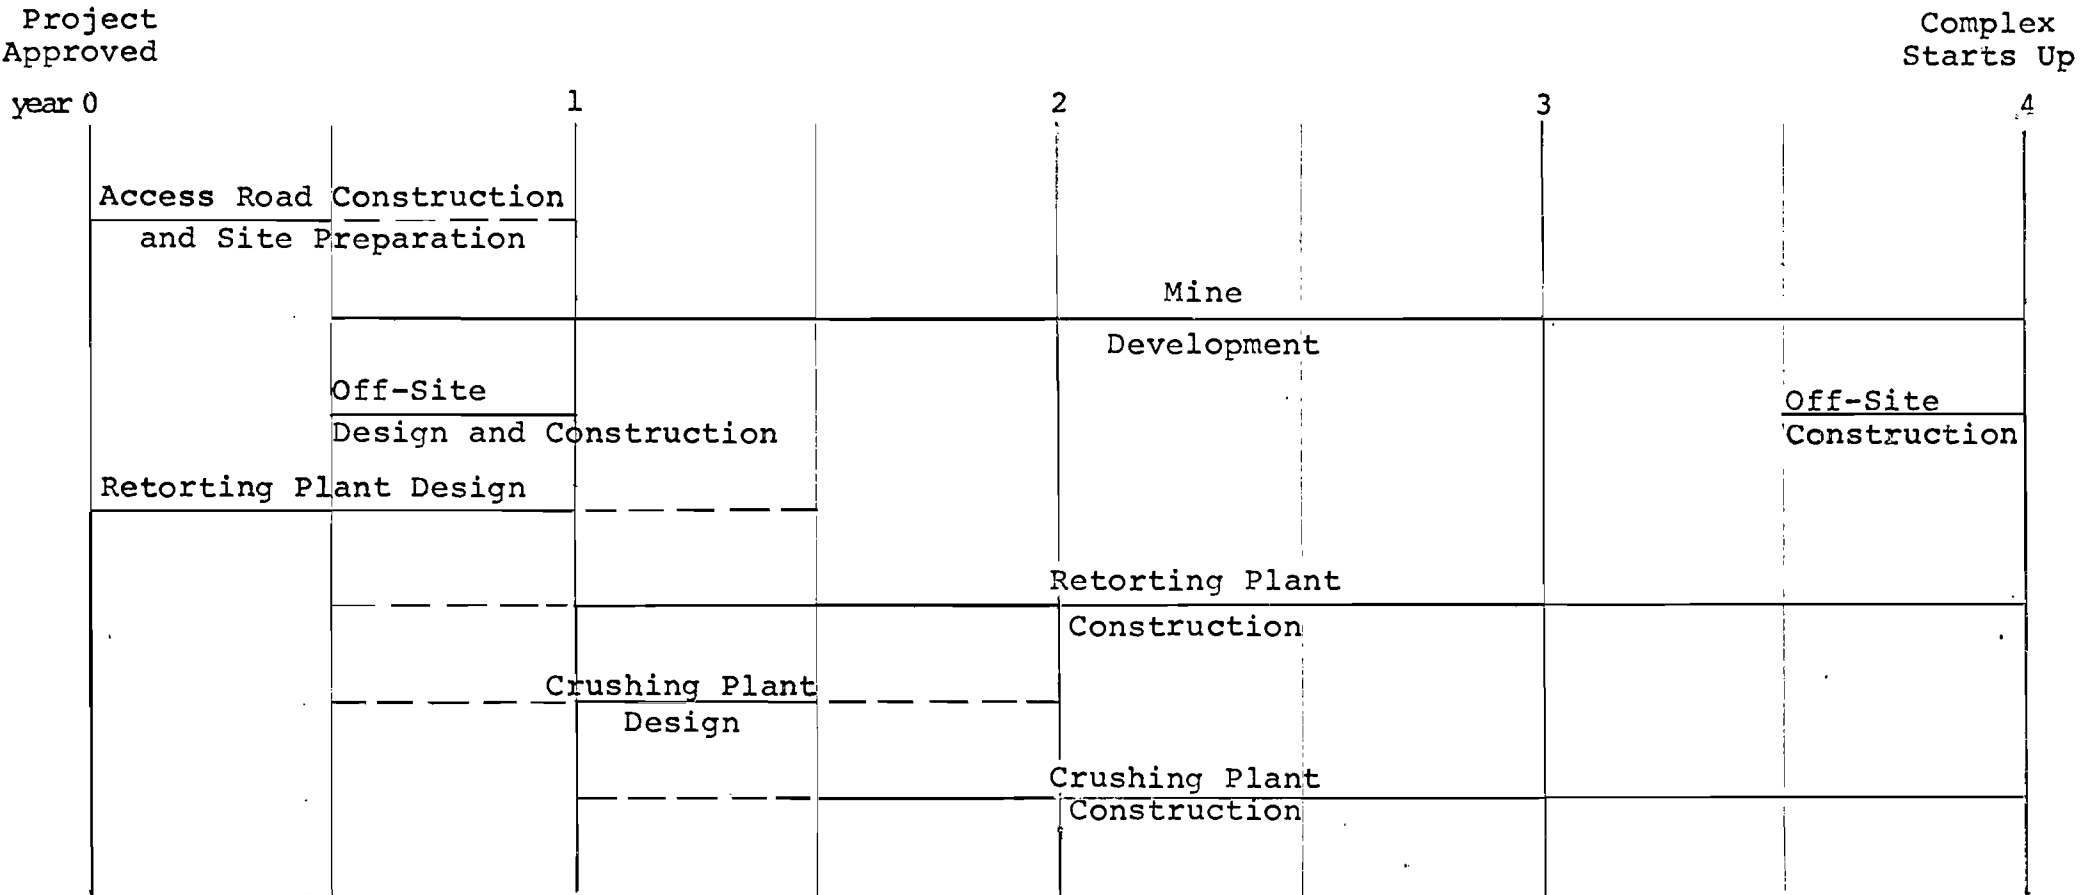 Project
Approved
Complex
Starts Up
year 0 1 2 3 4
Access Road Construction
and Site Preparation
Mine
Development
Off-Site
Design and Construction
Off-Site
Construction
Retorting Plant Design
Retorting Plant
Construction
Crushing Plant
Design
Crushing Plant
Construction